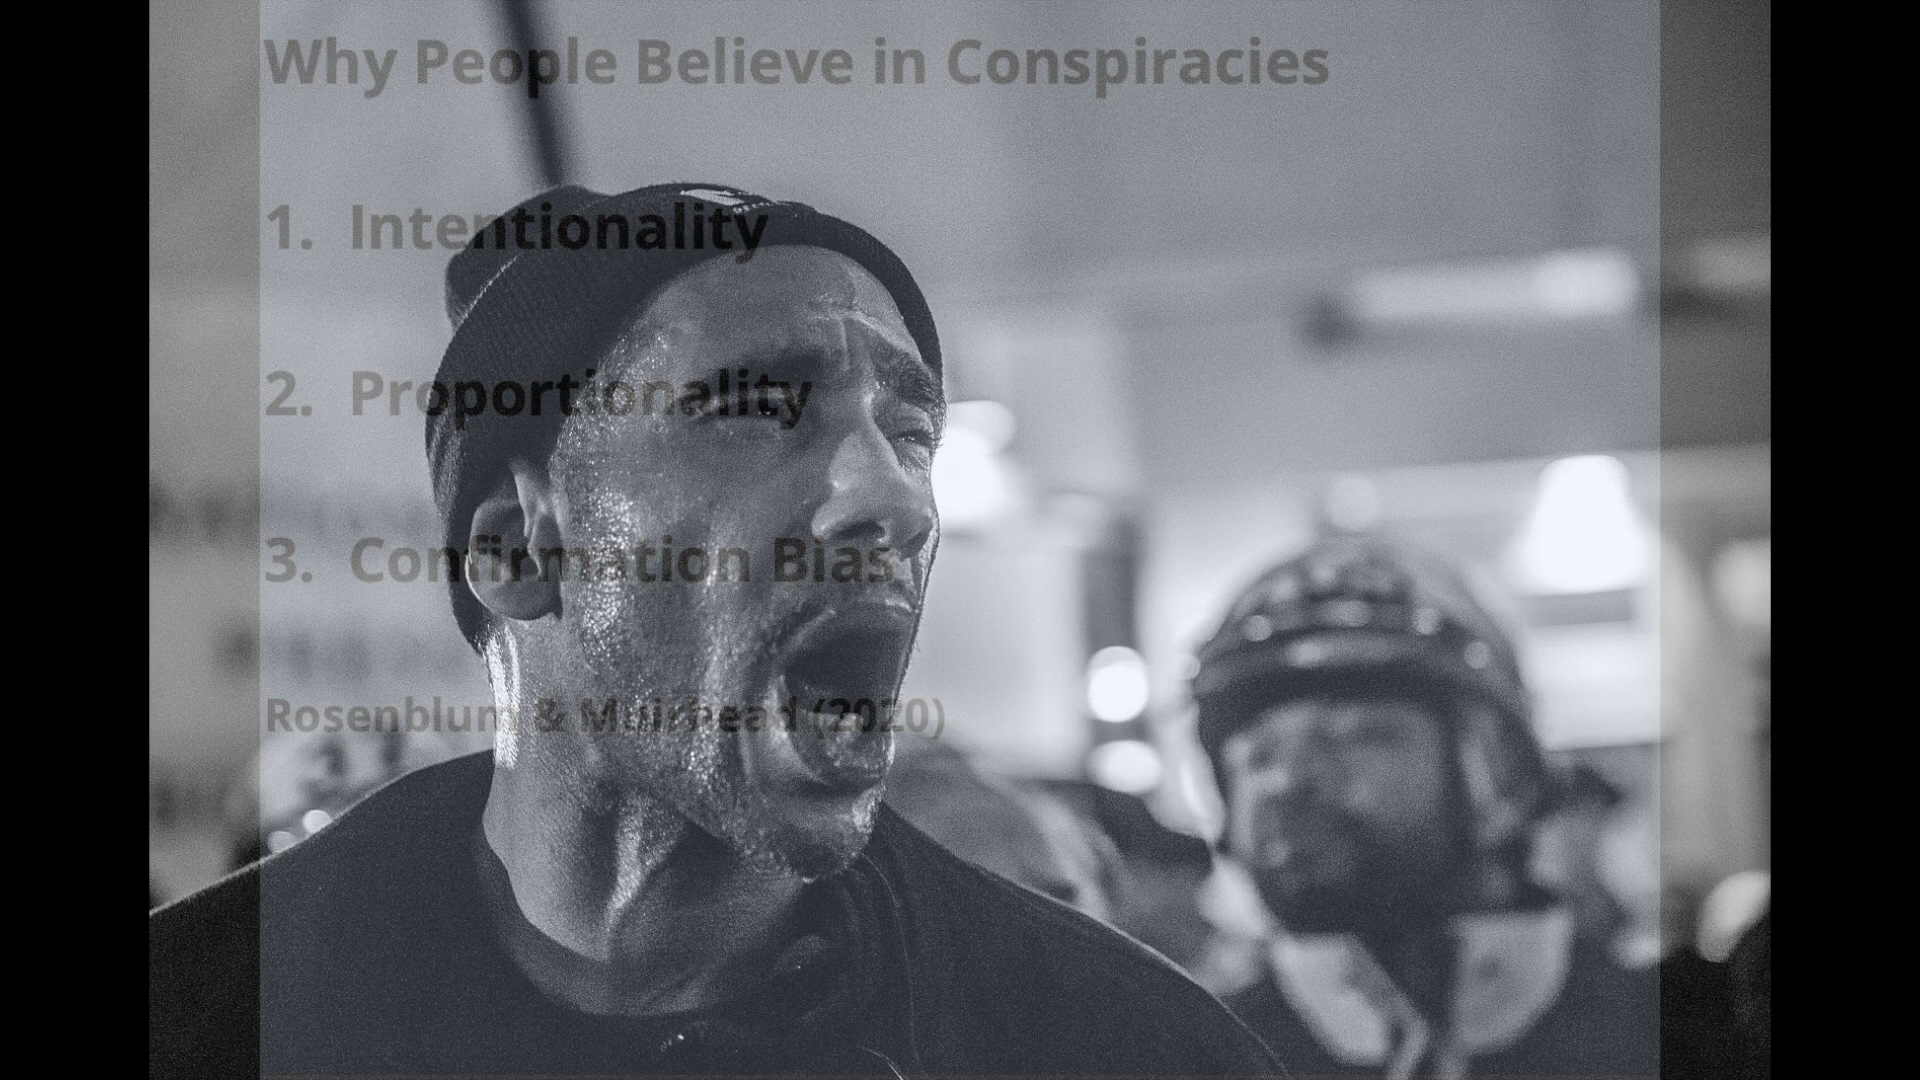 Why People Believe in Conspiracies
1. Intentionality
2. Proportionality
3. Confirmation Bias
Rosenblum & Muirhead (2020)